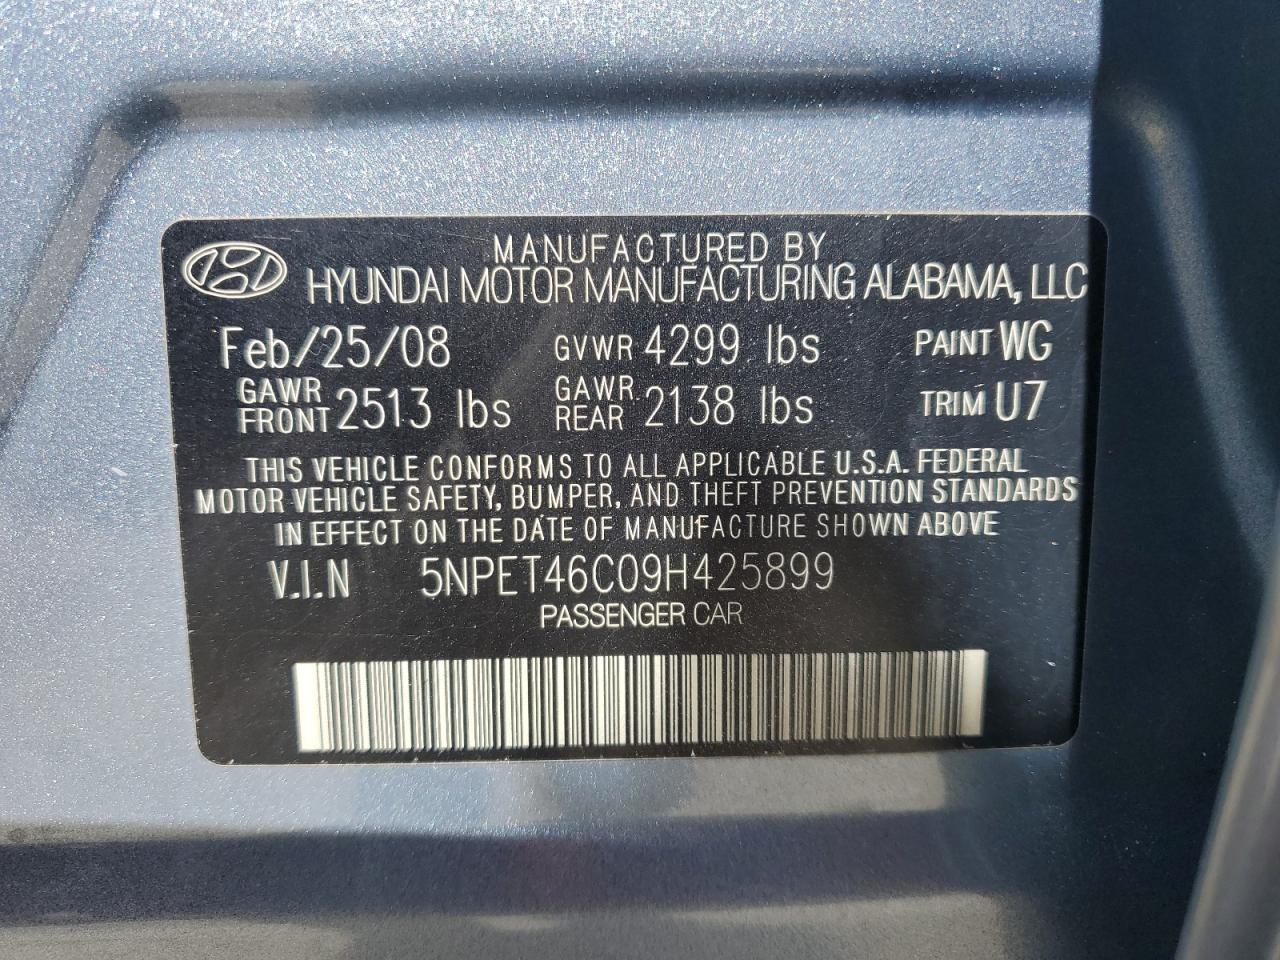 MANUFACTURED BY
HYUNDAI MOTOR MANUFACTURING ALABAMA, LLC
Feb/25/08 GVWR 4299 lbs PAINT WG
GAWR FRONT 2513 lbs GAWR REAR 2138 lbs TRIM U7
THIS VEHICLE CONFORMS TO ALL APPLICABLE U.S.A. FEDERAL
MOTOR VEHICLE SAFETY, BUMPER, AND THEFT PREVENTION STANDARDS
IN EFFECT ON THE DATE OF MANUFACTURE SHOWN ABOVE
V.I.N 5NPET46C09H425899
PASSENGER CAR